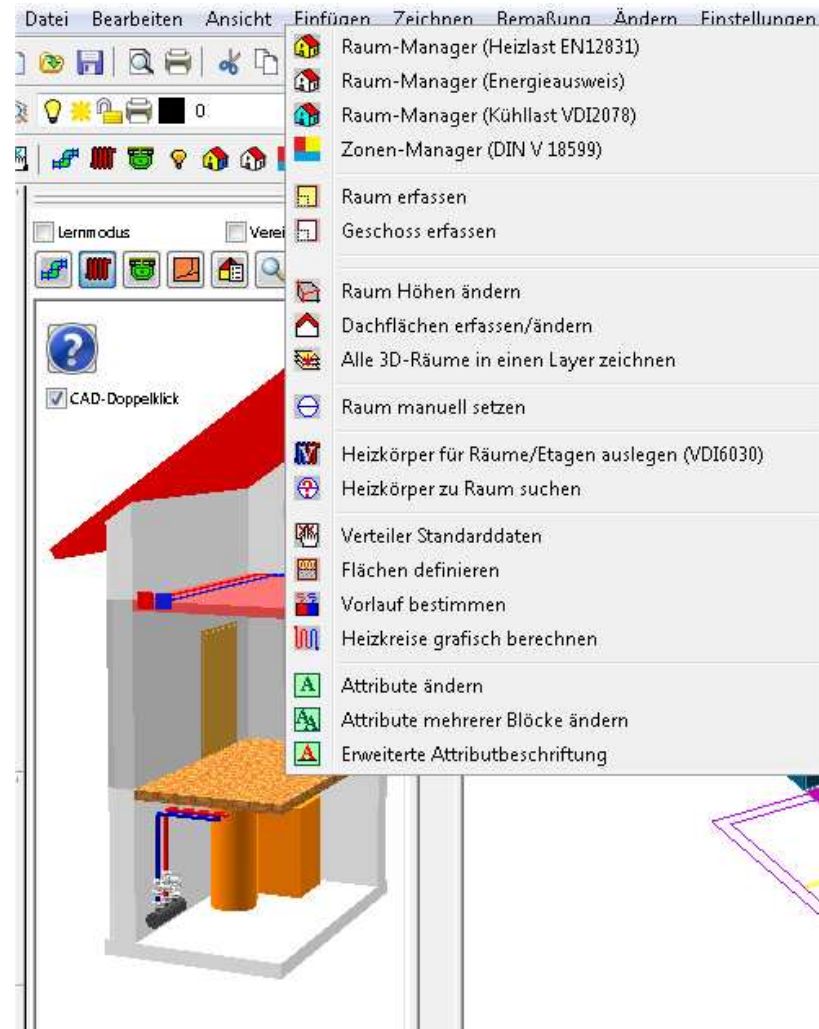 Datei Bearbeiten Ansicht Einfügen Zeichnen Bemaßung Ändern Einstellungen
0
Lernmodus
CAD-Doppelklick
Raum-Manager (Heizlast EN12831)
Raum-Manager (Energieausweis)
Raum-Manager (Kühllast VDI2078)
Zonen-Manager (DIN V 18599)
Raum erfassen
Geschoss erfassen
Raum Höhen ändern
Dachflächen erfassen/ändern
Alle 3D-Räume in einen Layer zeichnen
Raum manuell setzen
Heizkörper für Räume/Etagen auslegen (VDI6030)
Heizkörper zu Raum suchen
Verteiler Standarddaten
Flächen definieren
Vorlauf bestimmen
Heizkreise grafisch berechnen
Attribute ändern
Attribute mehrerer Blöcke ändern
Erweiterte Attributbeschriftung